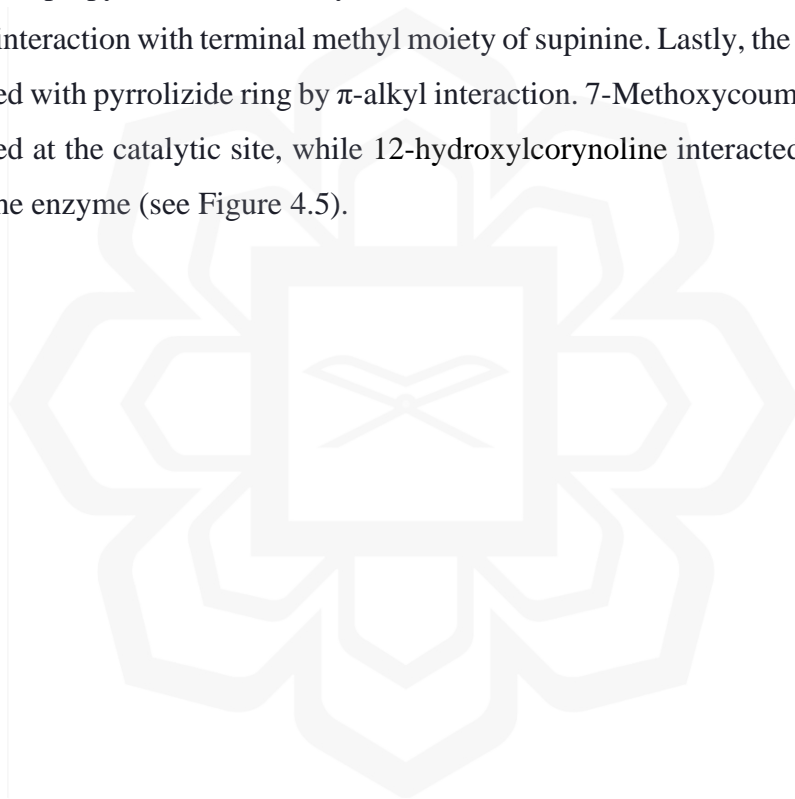 interaction with terminal methyl moiety of supinine. Lastly, the
ed with pyrrolizide ring by π-alkyl interaction. 7-Methoxycoum
ed at the catalytic site, while 12-hydroxylcorynoline interacted
he enzyme (see Figure 4.5).